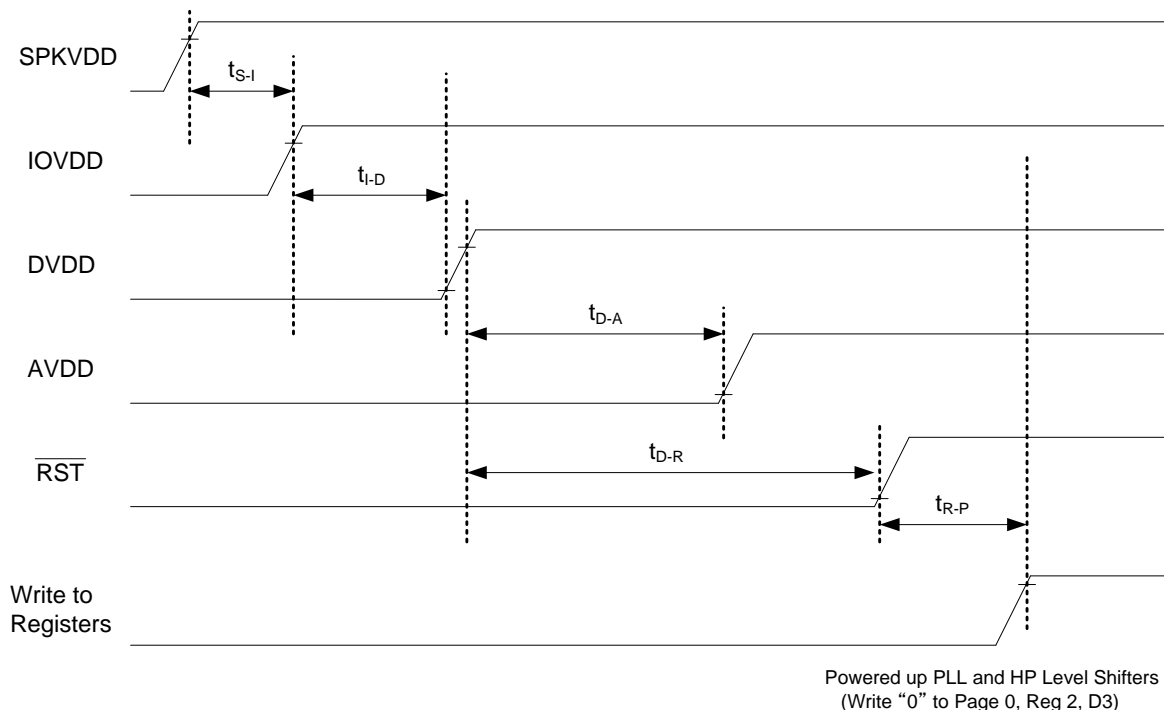 SPKVDD
tS-I
IOVDD
tI-D
DVDD
tD-A
AVDD
RST
tD-R
tR-P
Write to
Registers
Powered up PLL and HP Level Shifters
(Write “0” to Page 0, Reg 2, D3)